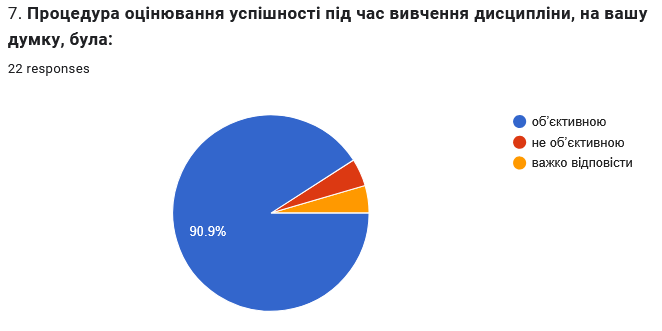 7. Процедура оцінювання успішності під час вивчення дисципліни, на вашу
думку, була:
22 responses
об'єктивною
не об'єктивною
важко відповісти
90.9%